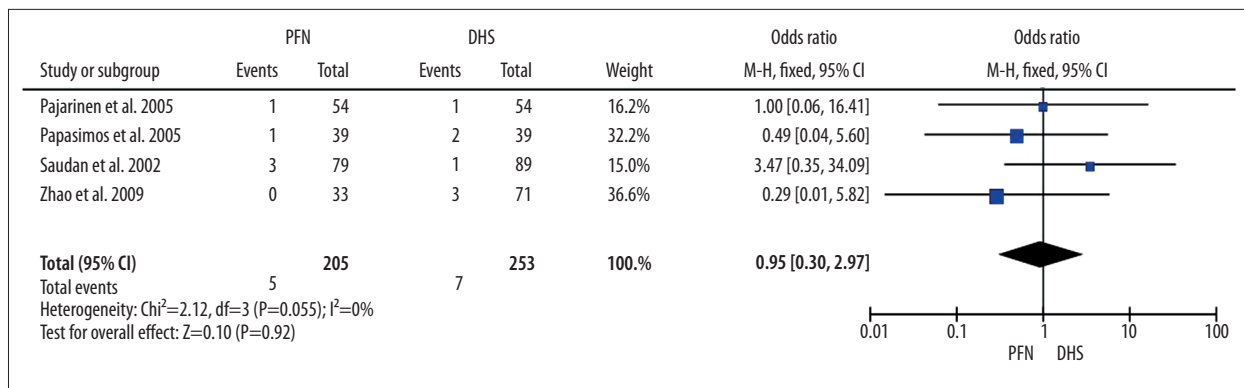 PFN DHS Odds ratio Odds ratio
Study or subgroup Events Total Events Total Weight M-H, fixed, 95% CI M-H, fixed, 95% CI
Pajarinen et al. 2005 1 54 1 54 16.2% 1.00 [0.06, 16.41]
Papasimos et al. 2005 1 39 2 39 32.2% 0.49 [0.04, 5.60]
Saudan et al. 2002 3 79 1 89 15.0% 3.47 [0.35, 34.09]
Zhao et al. 2009 0 33 3 71 36.6% 0.29 [0.01, 5.82]
Total (95% CI) 205 253 100.% 0.95 [0.30, 2.97]
Total events 5 7
Heterogeneity: Chi²=2.12, df=3 (P=0.055); I²=0%
Test for overall effect: Z=0.10 (P=0.92)
0.01 0.1 1 10 100
PFN DHS